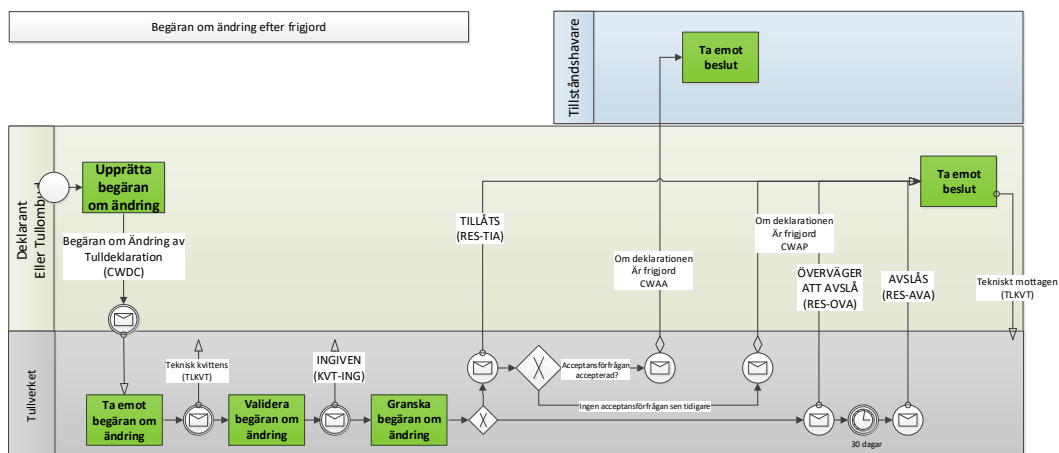 Begäran om ändring efter frigjord
Tillståndshavare
Ta emot
beslut
Deklarant
Eller Tullombud
Upprätta
begäran
om ändring
Begäran om Ändring av
Tulldeklaration
(CWDC)
TILLÅTS
(RES-TIA)
Om deklarationen
Är frigjord
CWAA
Om deklarationen
Är frigjord
CWAP
ÖVERVÄGER
ATT AVSLÅ
(RES-OVA)
AVSLÅS
(RES-AVA)
Ta emot
beslut
Tekniskt mottagen
(TLKVT)
Tullverket
Ta emot
begäran om
ändring
Teknisk kvittens
(TLKVT)
Validera
begäran om
ändring
INGIVEN
(KVT-ING)
Granska
begäran om
ändring
X
X
Acceptansförfrågan
accepterad?
Ingen acceptansförfrågan sen tidigare
30 dagar